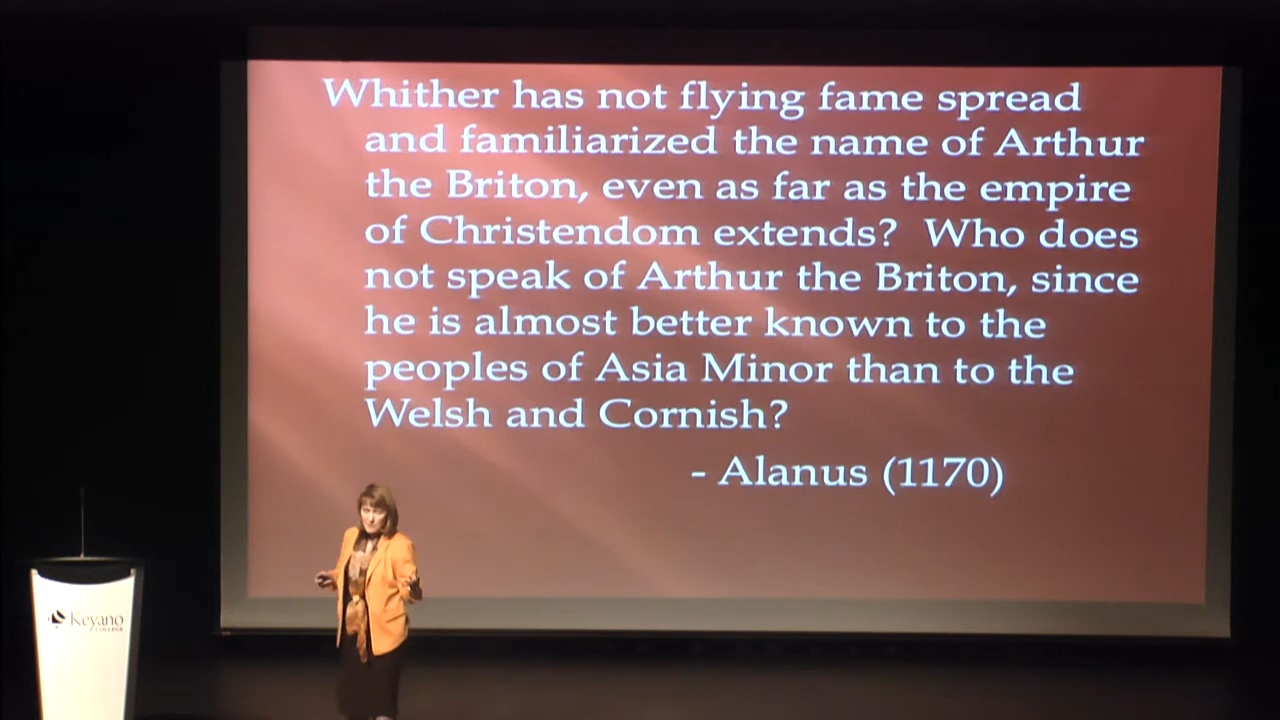 Whither has not flying fame spread
and familiarized the name of Arthur
the Briton, even as far as the empire
of Christendom extends?  Who does
not speak of Arthur the Briton, since
he is almost better known to the
peoples of Asia Minor than to the
Welsh and Cornish?
- Alanus (1170)
Keyano
COLLEGE